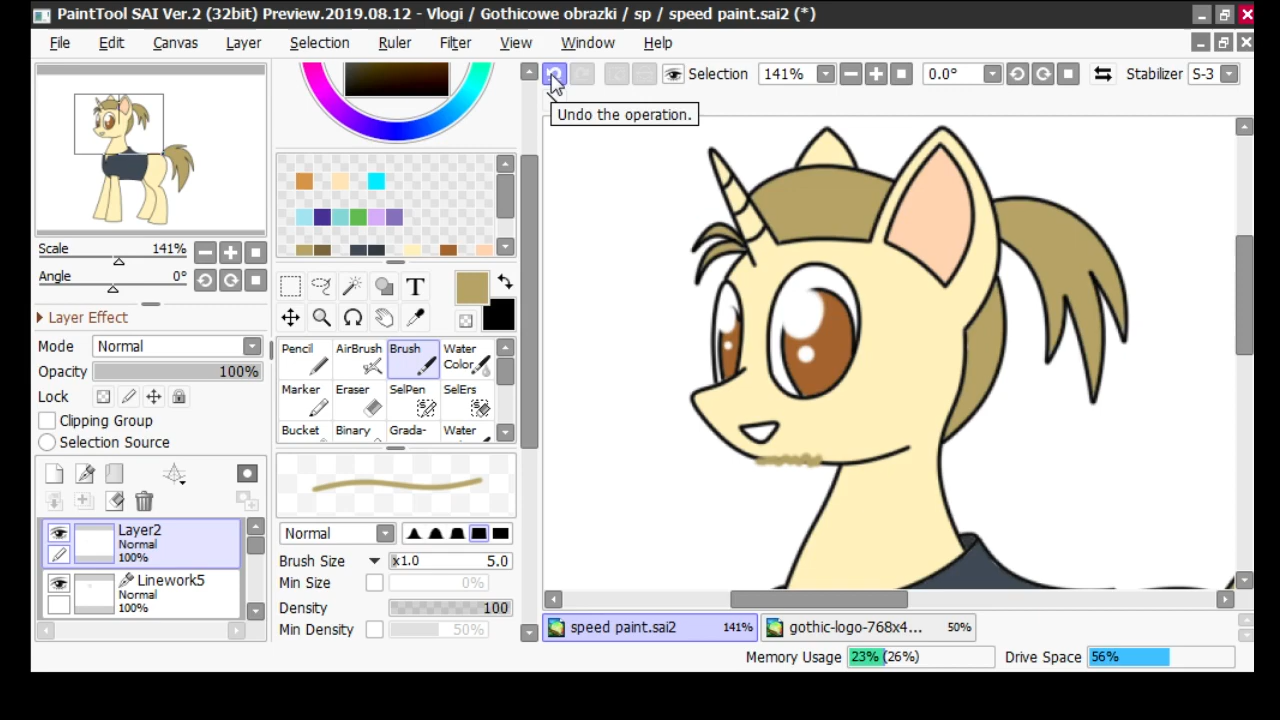 PaintTool SAI Ver.2 (32bit) Preview.2019.08.12 - Vlogi / Gothicowe obrazki / sp / speed paint.sai2 (*)
File Edit Canvas Layer Selection Ruler Filter View Window Help
Selection 141% 0.0° Stabilizer S-3
Undo the operation.
Scale 141%
Angle 0°
Layer Effect
Mode Normal
Opacity 100%
Lock
Clipping Group
Selection Source
Layer2
Normal
100%
Linework5
Normal
100%
T
Pencil AirBrush Brush Water Color
Marker Eraser SelPen SelErs
Bucket Binary Grada- Water
Normal
Brush Size x1.0 5.0
Min Size 0%
Density 100
Min Density 50%
speed paint.sai2 141% gothic-logo-768x4... 50%
Memory Usage 23% (26%) Drive Space 56%